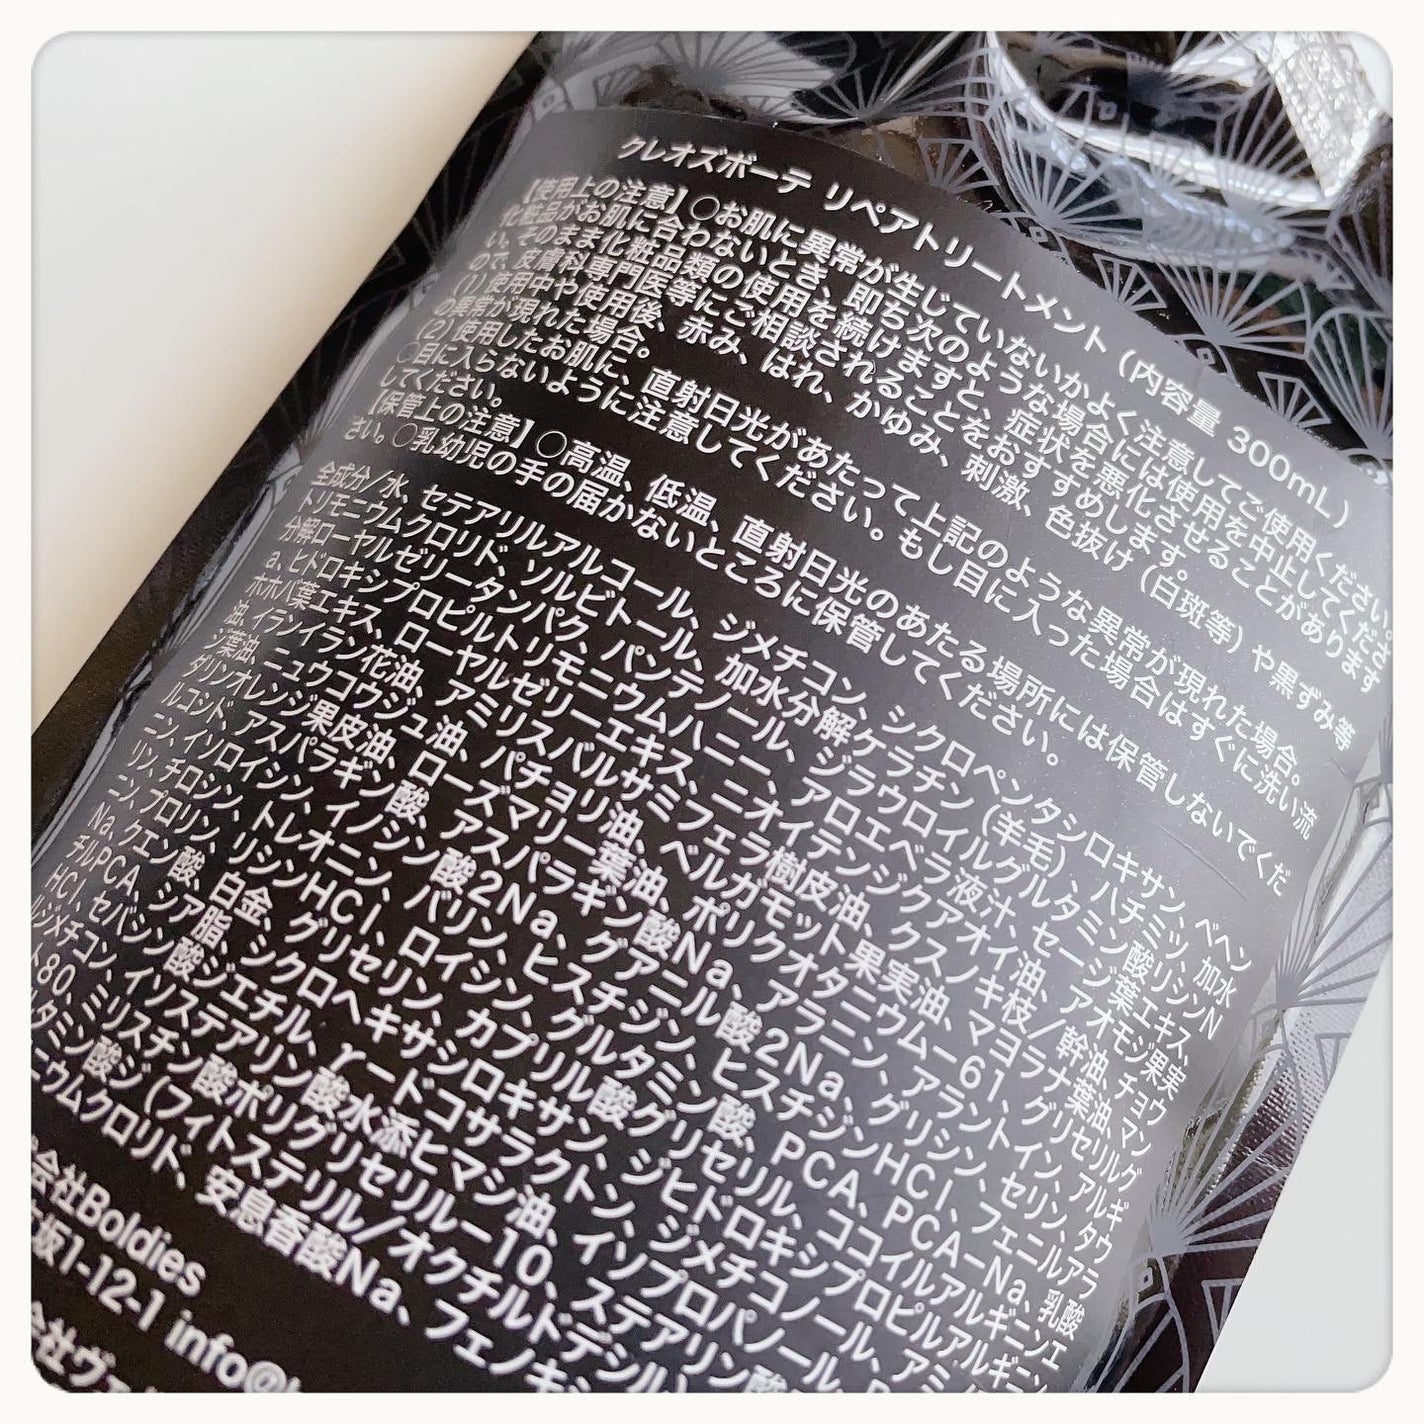 クレオズボーテ リペアトリートメント (内容量 300mL)
【使用上の注意】○お肌に異常が生じていないかよく注意してご使用ください。
化粧品がお肌に合わないとき、即ち次のような場合には使用を中止してくださ
い。そのまま化粧品類の使用を続けますと、症状を悪化させることがあります
ので、皮膚科専門医等にご相談されることをおすすめします。
(1) 使用中や使用後、赤み、はれ、かゆみ、刺激、色抜け(白斑等)や黒ずみ等
の異常が現れた場合。
(2) 使用したお肌に、直射日光があたって上記のような異常が現れた場合。
○目に入らないように注意してください。もし目に入った場合はすぐに洗い流
してください。
【保管上の注意】○高温、低温、直射日光のあたる場所には保管しないでくだ
さい。○乳幼児の手の届かないところに保管してください。
全成分/水、セテアリルアルコール、ジメチコン、シクロペンタシロキサン、ベヘン
トリモニウムクロリド、ソルビトール、加水分解ケラチン(羊毛)、ハチミツ、加水
分解ローヤルゼリータンパク、パンテノール、ジラウロイルグルタミン酸リシンN
a、ヒドロキシプロピルトリモニウムハニー、アロエベラ液汁、セージ葉エキス、
ホホバ葉エキス、ローヤルゼリーエキス、ニオイテンジクアオイ油、アオモジ果実
油、イランイラン花油、アミリスバルサミフェラ樹皮油、クスノキ枝/幹油、チョウ
ジ葉油、ニュウコウジュ油、パチョリ油、ベルガモット果実油、マヨラナ葉油、マン
ダリンオレンジ果皮油、ローズマリー葉油、ポリクオタニウム-61、グリセリルグ
ルコシド、アスパラギン酸、アスパラギン酸Na、アラニン、アラントイン、アルギ
ニン、イソロイシン、イノシン酸2Na、グアニル酸2Na、グリシン、セリン、タウ
リン、チロシン、トレオニン、バリン、ヒスチジン、ヒスチジンHCl、フェニルアラ
ニン、プロリン、リシンHCl、ロイシン、グルタミン酸、PCA、PCA-Na、乳酸
Na、クエン酸、白金、グリセリン、カプリル酸グリセリル、ココイルアルギニンエ
チルPCA、シア脂、シクロヘキサシロキサン、ジヒドロキシプロピルアルギニン
HCl、セバシン酸ジエチル、γ-ドコサラクトン、ジメチコノール、
ルジメチコン、イソステアリン酸水添ヒマシ油、イソプロパノール、
ト80、ミリスチン酸ポリグリセリル-10、ステアリン酸
ルタミン酸ジ(フィトステリル/オクチルドデシル
ニウムクロリド、安息香酸Na、フェノキシ
会社Boldies
1-12-1 info@
会社ヴァ